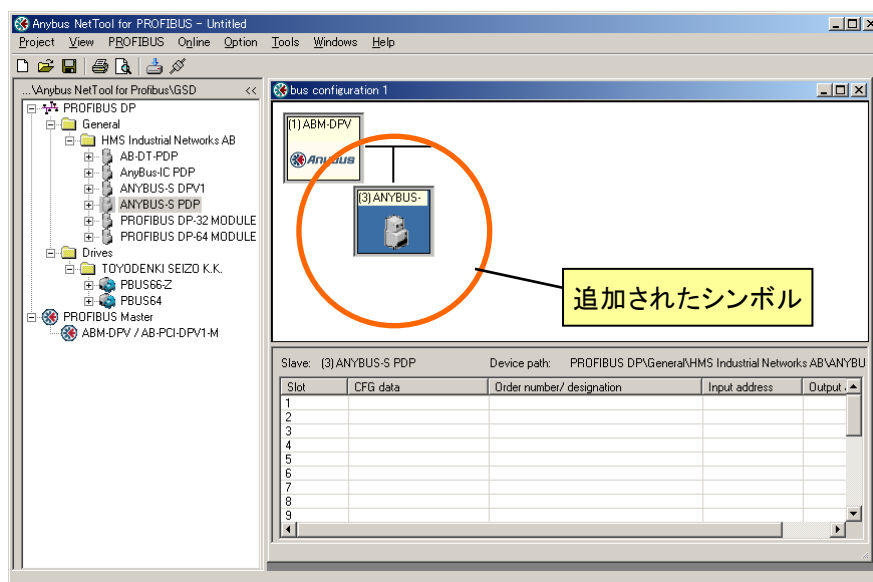 Anybus NetTool for PROFIBUS - Untitled
Project View PROFIBUS Online Option Tools Windows Help
...\Anybus NetTool for Profibus\GSD <<
PROFIBUS DP
General
HMS Industrial Networks AB
AB-DT-PDP
AnyBus-IC PDP
ANYBUS-S DPV1
ANYBUS-S PDP
PROFIBUS DP-32 MODULE
PROFIBUS DP-64 MODULE
Drives
TOYODENKI SEIZO K.K.
PBUS66-Z
PBUS64
PROFIBUS Master
ABM-DPV / AB-PCI-DPV1-M
bus configuration 1
(1) ABM-DPV
Anybus
(3) ANYBUS-
追加されたシンボル
Slave: (3) ANYBUS-S PDP Device path: PROFIBUS DP\General\HMS Industrial Networks AB\ANYBU
Slot CFG data Order number/ designation Input address Output
1
2
3
4
5
6
7
8
9